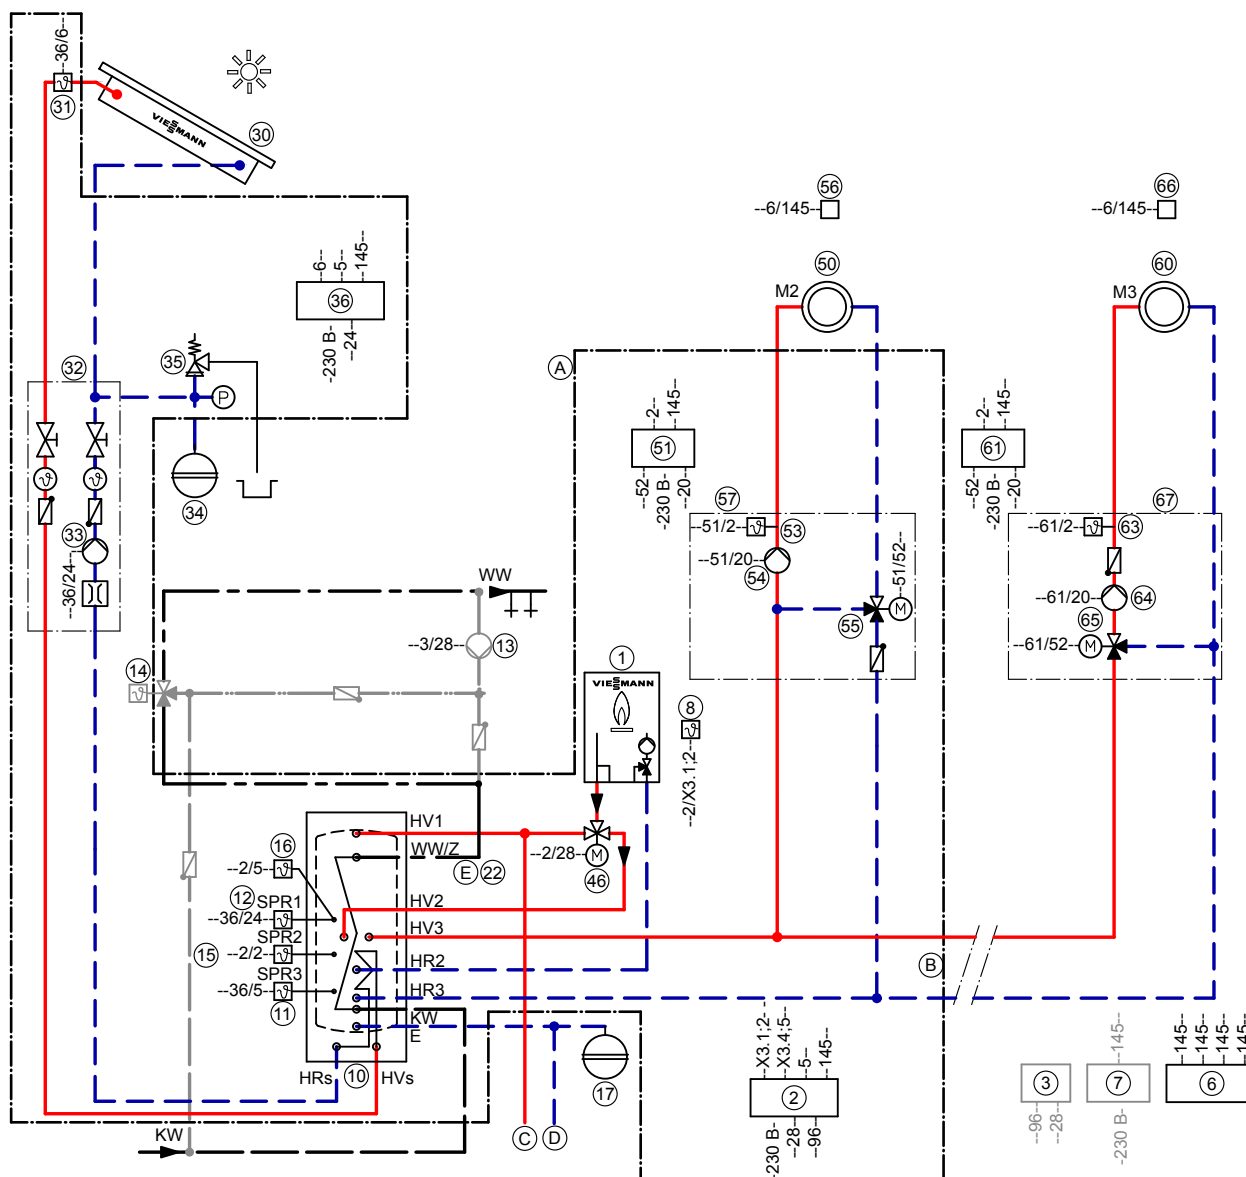 --36/6-
31
VIESSMANN
30
56
--6/145--
66
--6/145--
50
M2
60
M3
--6--
--5--
--145--
36
-230 В-
--24--
35
P
32
A
34
33
--36/24--
--2--
--145--
51
--52--
-230 В-
--20--
--2--
--145--
61
--52--
-230 В-
--20--
57
--51/2--
53
--51/20--
54
55
M
--51/52--
67
--61/2--
63
--61/20--
64
65
--61/52--
M
WW
--3/28--
13
14
1
VIESSMANN
8
--2/X3.1;2--
HV1
WW/Z
E
22
--2/28--
M
46
16
--2/5--
12
SPR1
--36/24--
HV2
HV3
15
SPR2
--2/2--
SPR3
--36/5--
11
HR2
HR3
KW
E
B
HRs
10
HVs
17
C
D
KW
--X3.1;2--
--X3.4;5--
--5--
--145--
2
-230 В-
--28--
--96--
3
--96--
--28--
--145--
7
-230 В-
--145--
--145--
--145--
--145--
6